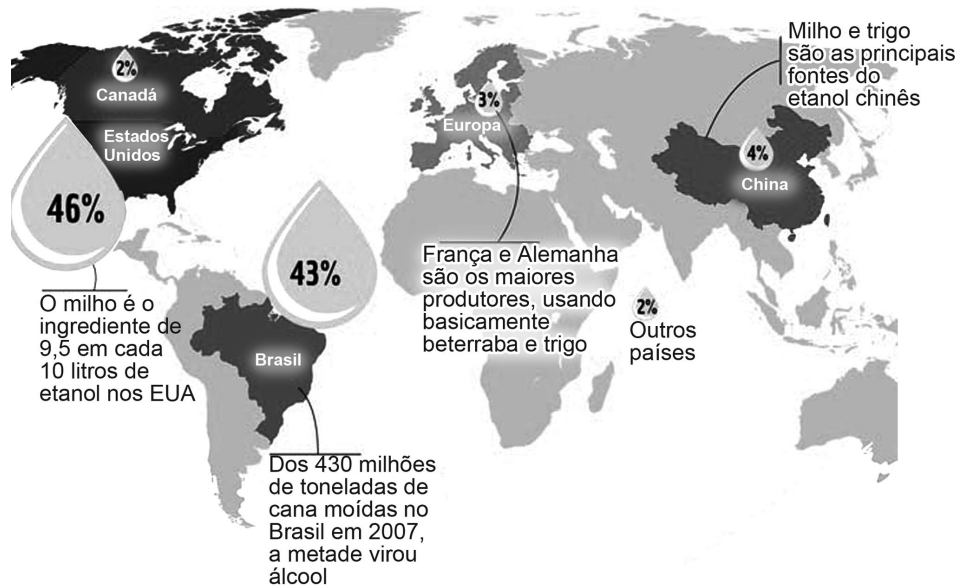 Milho e trigo
são as principais
fontes do
etanol chinês
2%
Canadá
Estados
Unidos
46%
O milho é o
ingrediente de
9,5 em cada
10 litros de
etanol nos EUA
43%
Brasil
Dos 430 milhões
de toneladas de
cana moídas no
Brasil em 2007,
a metade virou
álcool
3%
Europa
França e Alemanha
são os maiores
produtores, usando
basicamente
beterraba e trigo
4%
China
2%
Outros
países